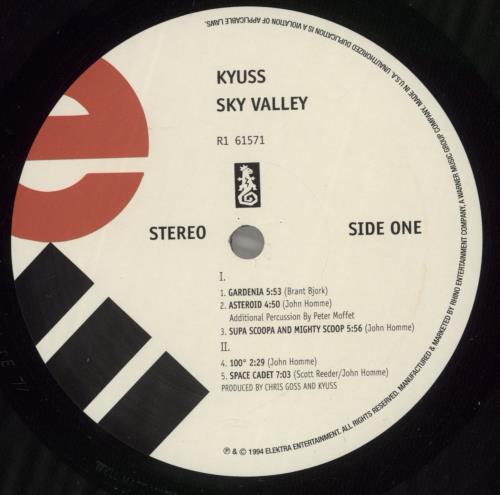 KYUSS
SKY VALLEY
R1 61571
STEREO
SIDE ONE
I.
1. GARDENIA 5:53 (Brant Bjork)
2. ASTEROID 4:50 (John Homme)
Additional Percussion By Peter Moffet
3. SUPA SCOOPA AND MIGHTY SCOOP 5:56 (John Homme)
II.
4. 100° 2:29 (John Homme)
5. SPACE CADET 7:03 (Scott Reeder/John Homme)
PRODUCED BY CHRIS GOSS AND KYUSS
℗ & © 1994 ELEKTRA ENTERTAINMENT. ALL RIGHTS RESERVED. MANUFACTURED & MARKETED BY RHINO ENTERTAINMENT COMPANY, A WARNER MUSIC GROUP COMPANY. MADE IN U.S.A. UNAUTHORIZED DUPLICATION IS A VIOLATION OF APPLICABLE LAWS.